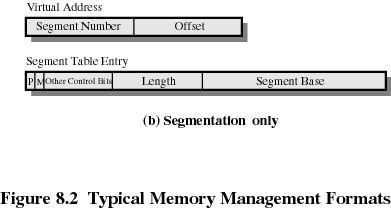 Virtual Address
Segment Number Offset
Segment Table Entry
P M Other Control Bits Length Segment Base
(b) Segmentation only
Figure 8.2 Typical Memory Management Formats